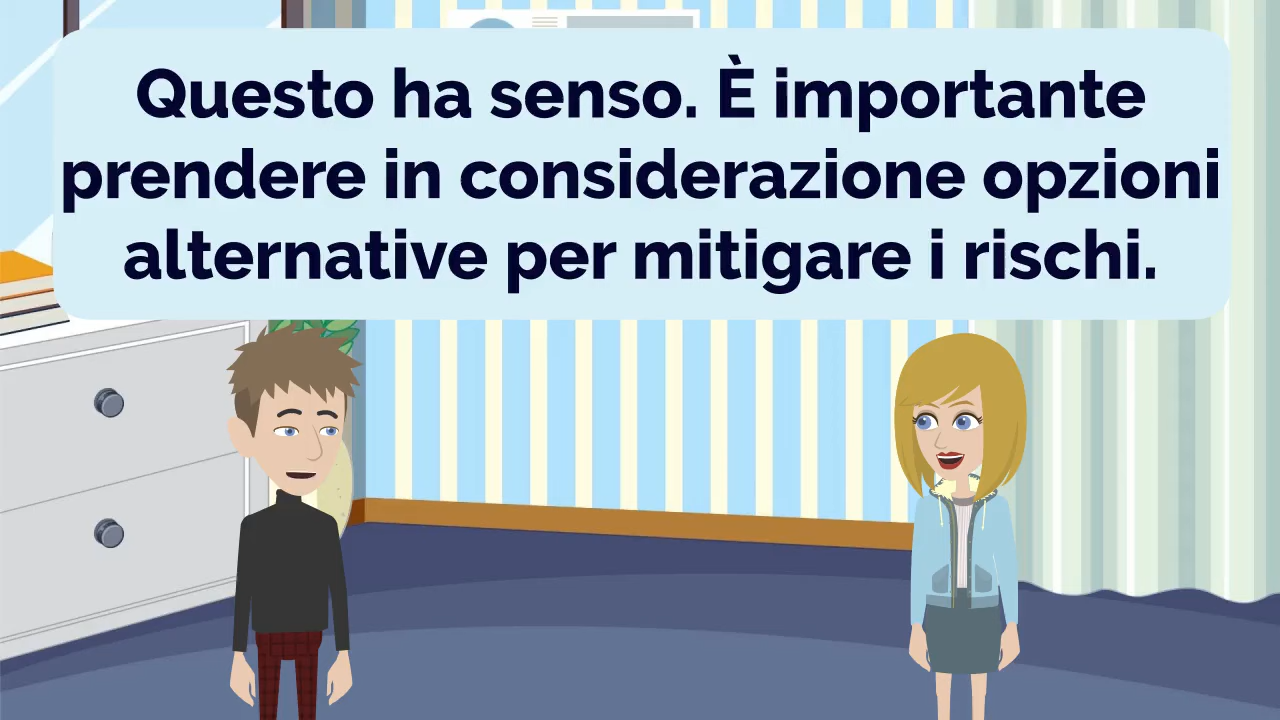 Questo ha senso. È importante
prendere in considerazione opzioni
alternative per mitigare i rischi.